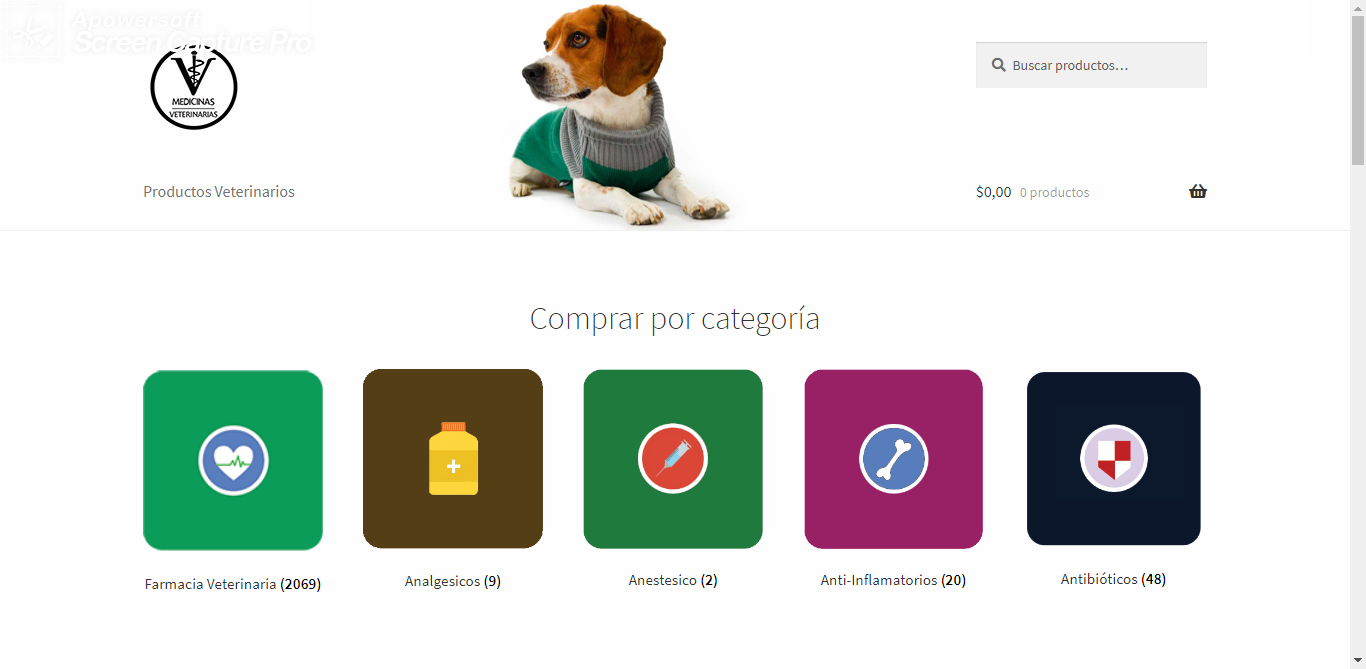 Apowersoft
Screen Capture Pro
V
MEDICINAS
VETERINARIAS
Buscar productos…
Productos Veterinarios
$0,00 0 productos
Comprar por categoría
Farmacia Veterinaria (2069)
Analgesicos (9)
Anestesico (2)
Anti-Inflamatorios (20)
Antibióticos (48)